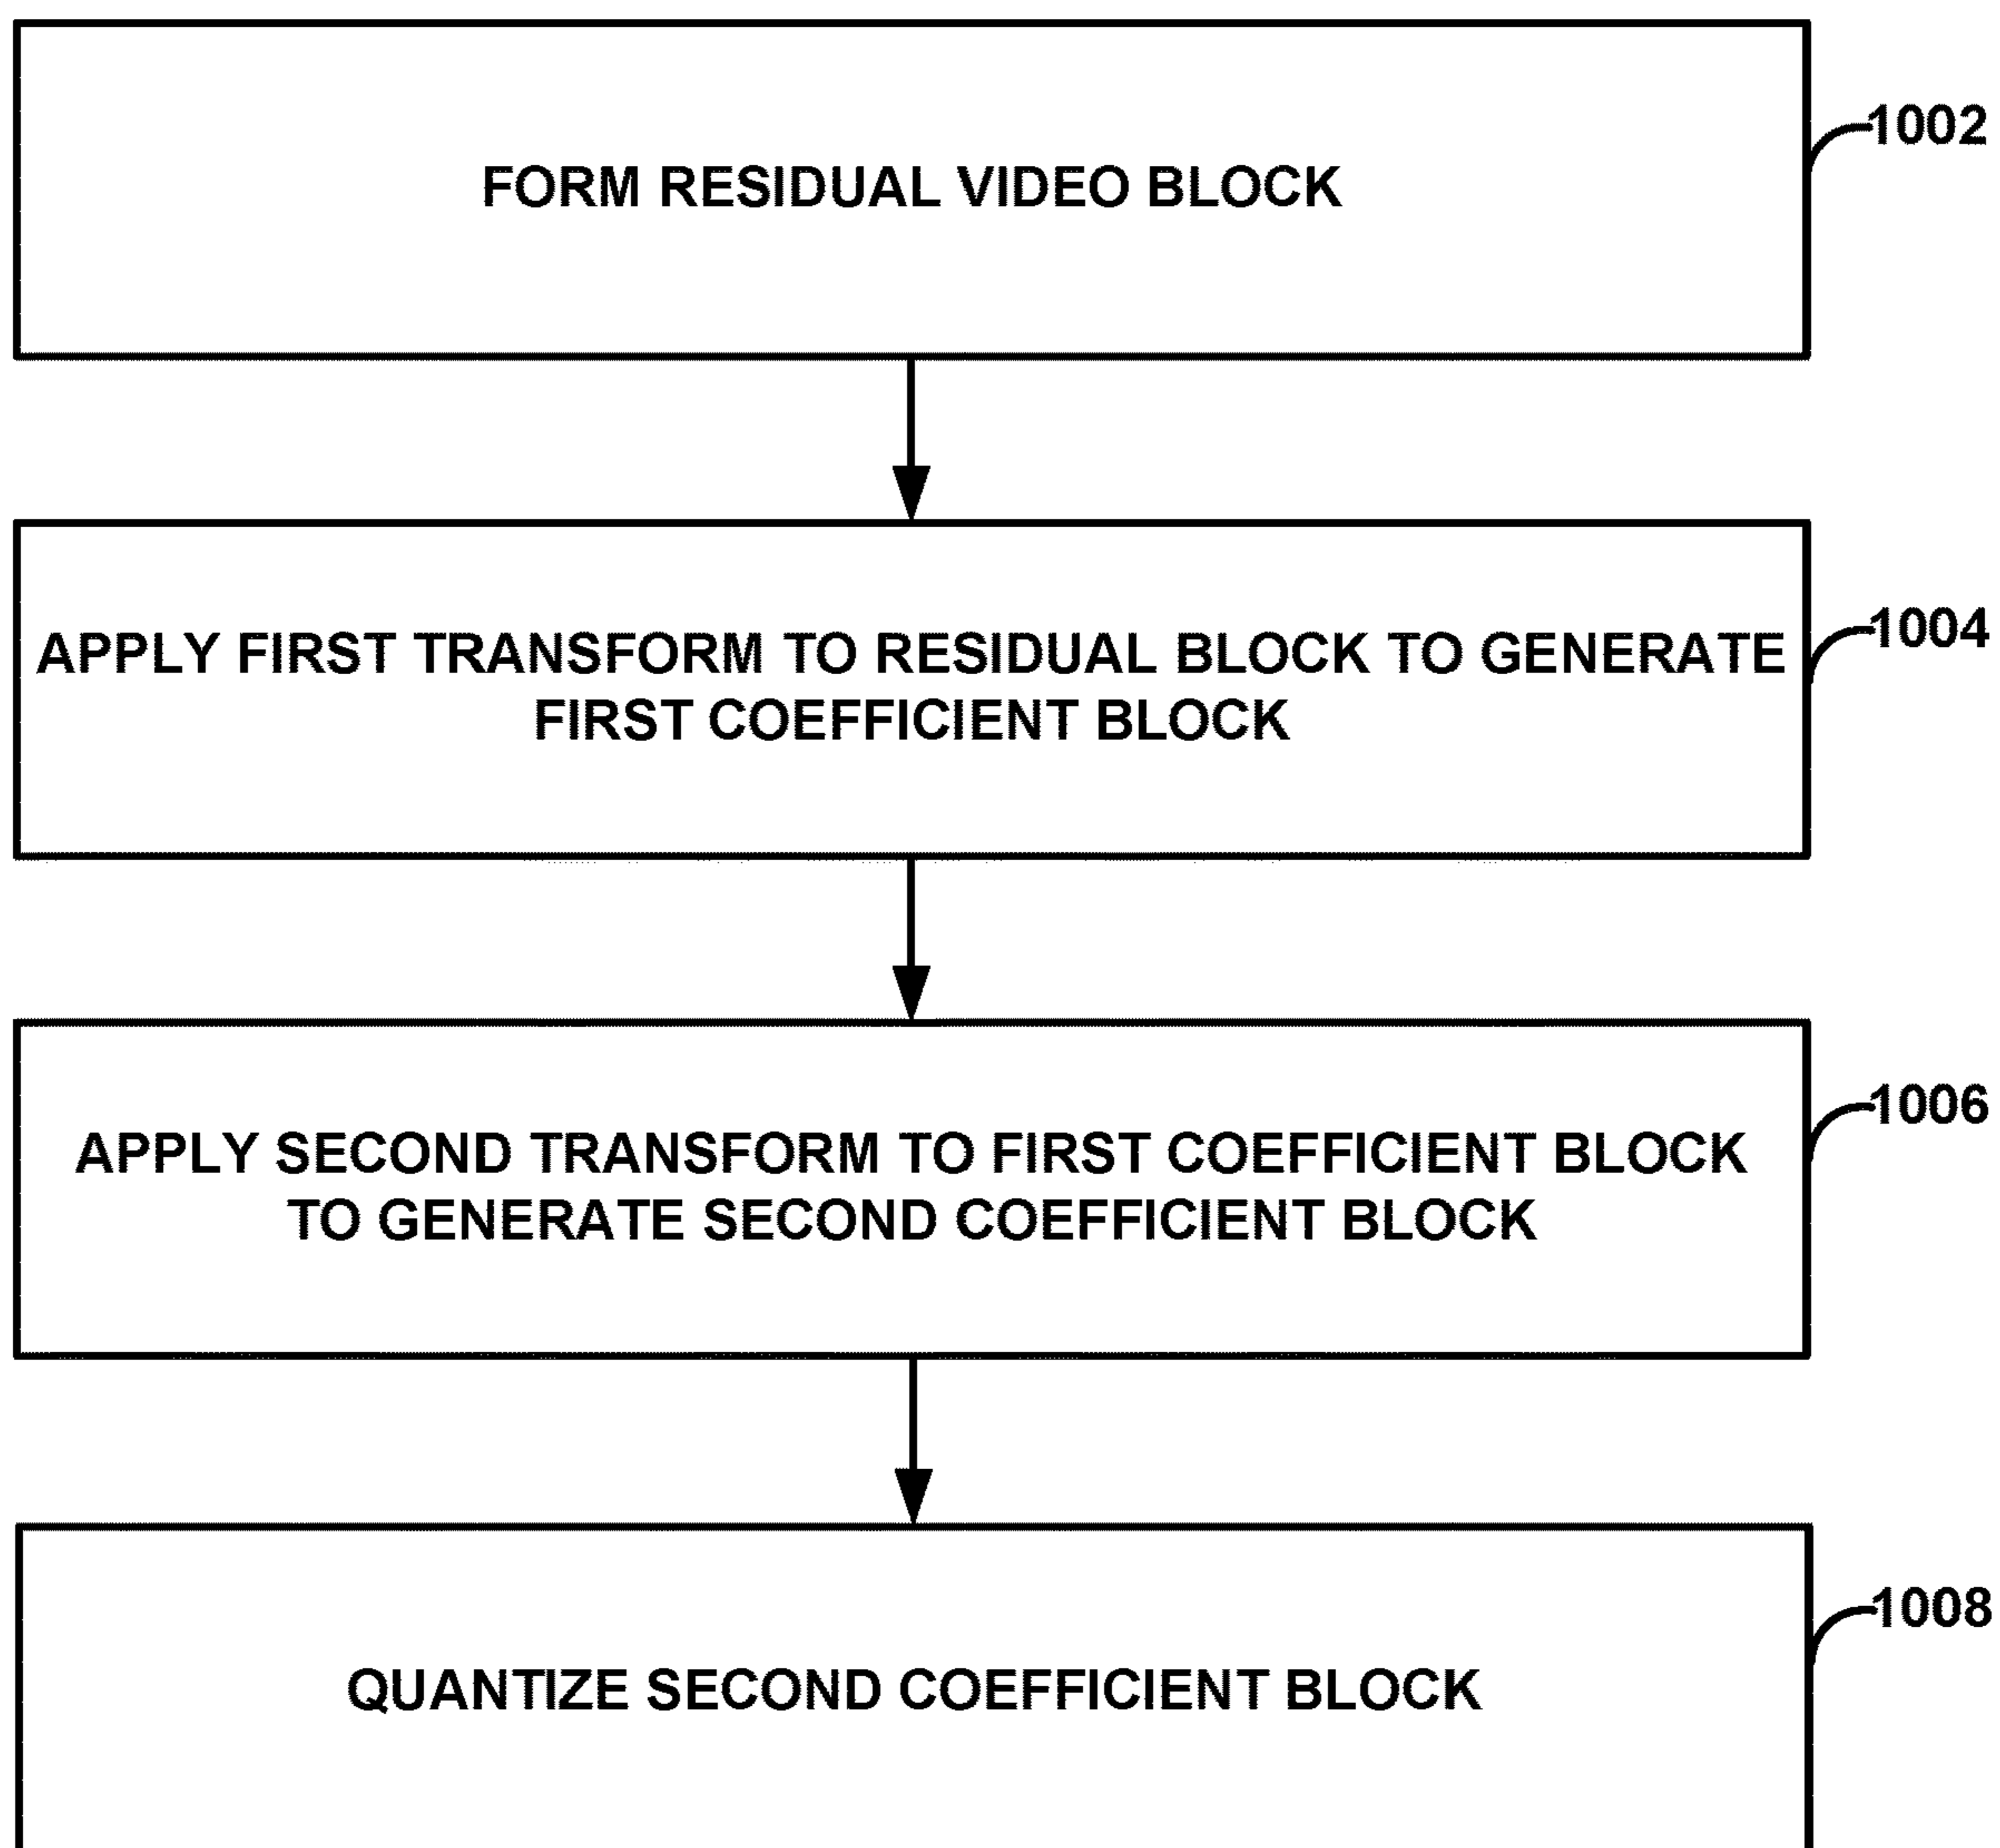 1002
FORM RESIDUAL VIDEO BLOCK
1004
APPLY FIRST TRANSFORM TO RESIDUAL BLOCK TO GENERATE
FIRST COEFFICIENT BLOCK
1006
APPLY SECOND TRANSFORM TO FIRST COEFFICIENT BLOCK
TO GENERATE SECOND COEFFICIENT BLOCK
1008
QUANTIZE SECOND COEFFICIENT BLOCK